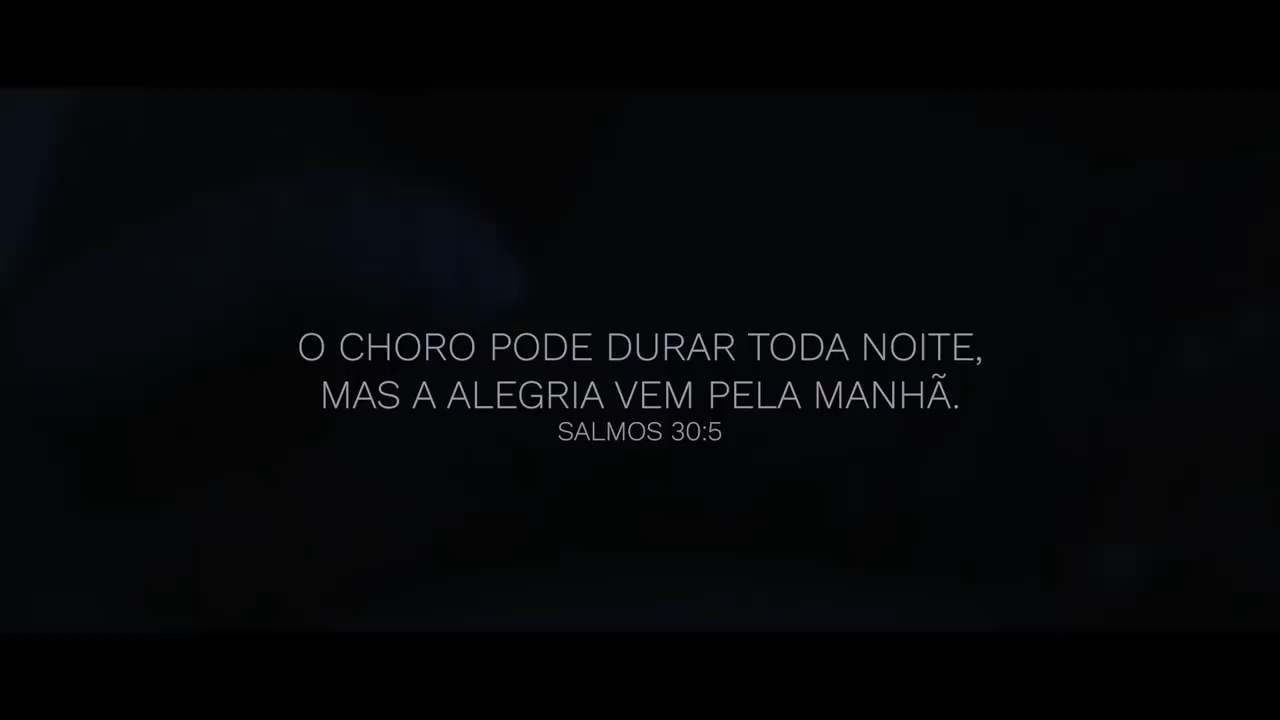 O CHORO PODE DURAR TODA NOITE,
MAS A ALEGRIA VEM PELA MANHÃ.
SALMOS 30:5